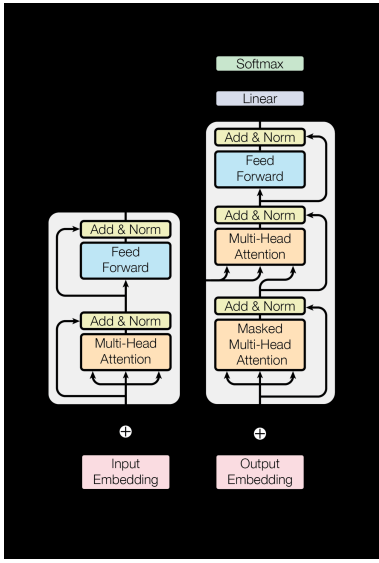 Softmax
Linear
Add & Norm
Feed
Forward
Add & Norm
Multi-Head
Attention
Add & Norm
Masked
Multi-Head
Attention
Output
Embedding
Add & Norm
Feed
Forward
Add & Norm
Multi-Head
Attention
Input
Embedding